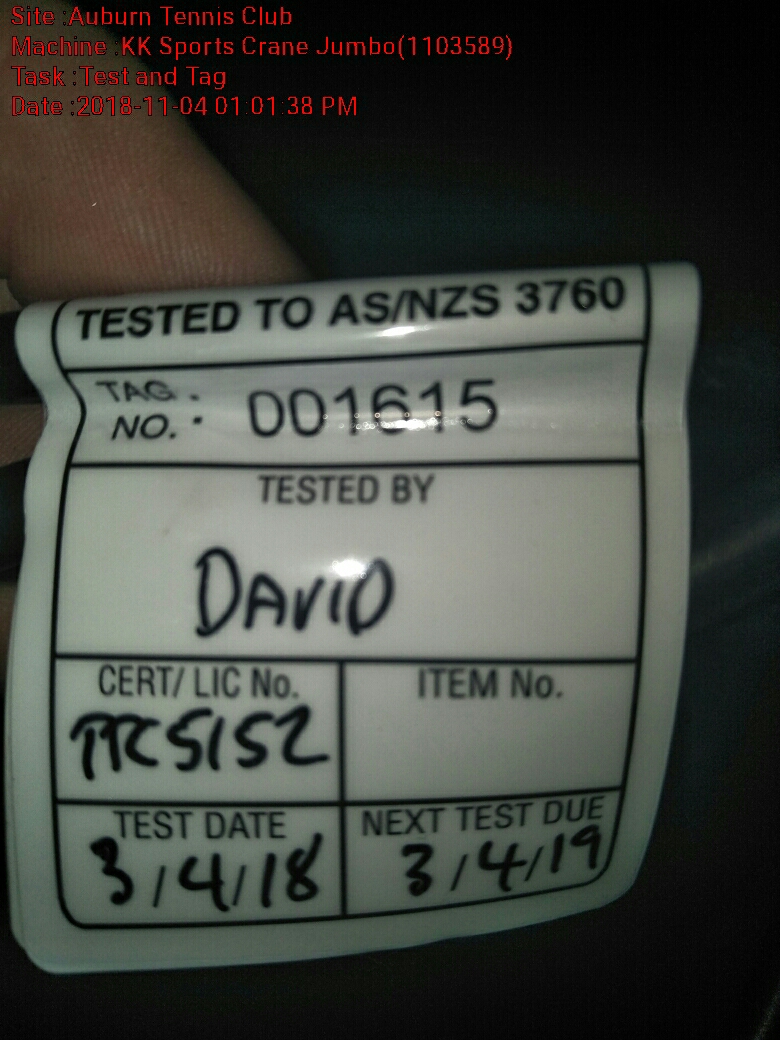 Site :Auburn Tennis Club
Machine :KK Sports Crane Jumbo(1103589)
Task :Test and Tag
Date :2018-11-04 01:01:38 PM
TESTED TO AS/NZS 3760
TAG
NO. : 001615
TESTED BY
DAVID
CERT/ LIC No. ITEM No.
TTC5152
TEST DATE NEXT TEST DUE
3/4/18 3/4/19